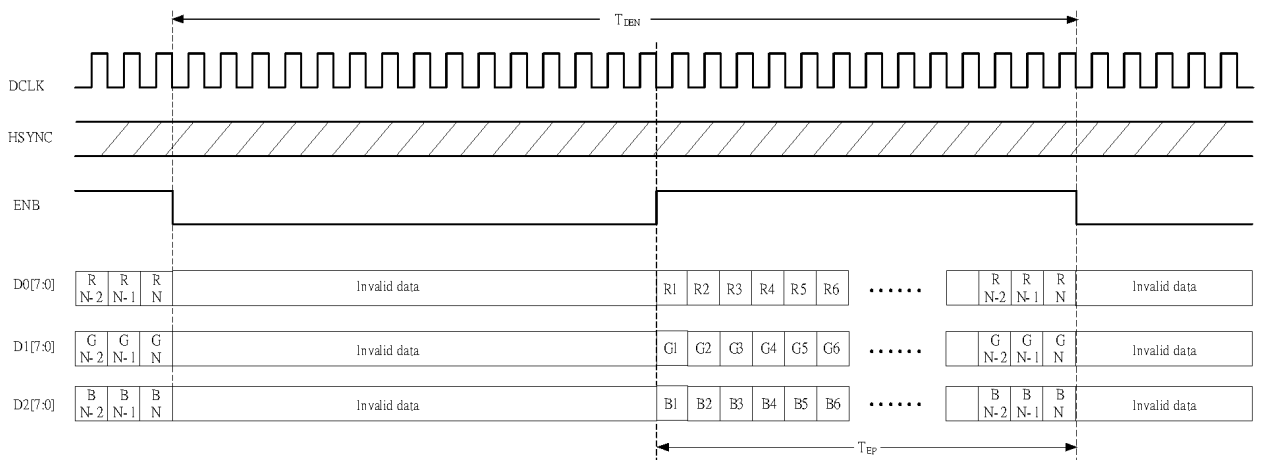 TDEN
DCLK
HSYNC
ENB
D0[7:0] R N-2 R N-1 R N Invalid data R1 R2 R3 R4 R5 R6 ...... R N-2 R N-1 R N Invalid data
D1[7:0] G N-2 G N-1 G N Invalid data G1 G2 G3 G4 G5 G6 ...... G N-2 G N-1 G N Invalid data
D2[7:0] B N-2 B N-1 B N Invalid data B1 B2 B3 B4 B5 B6 ...... B N-2 B N-1 B N Invalid data
TEP